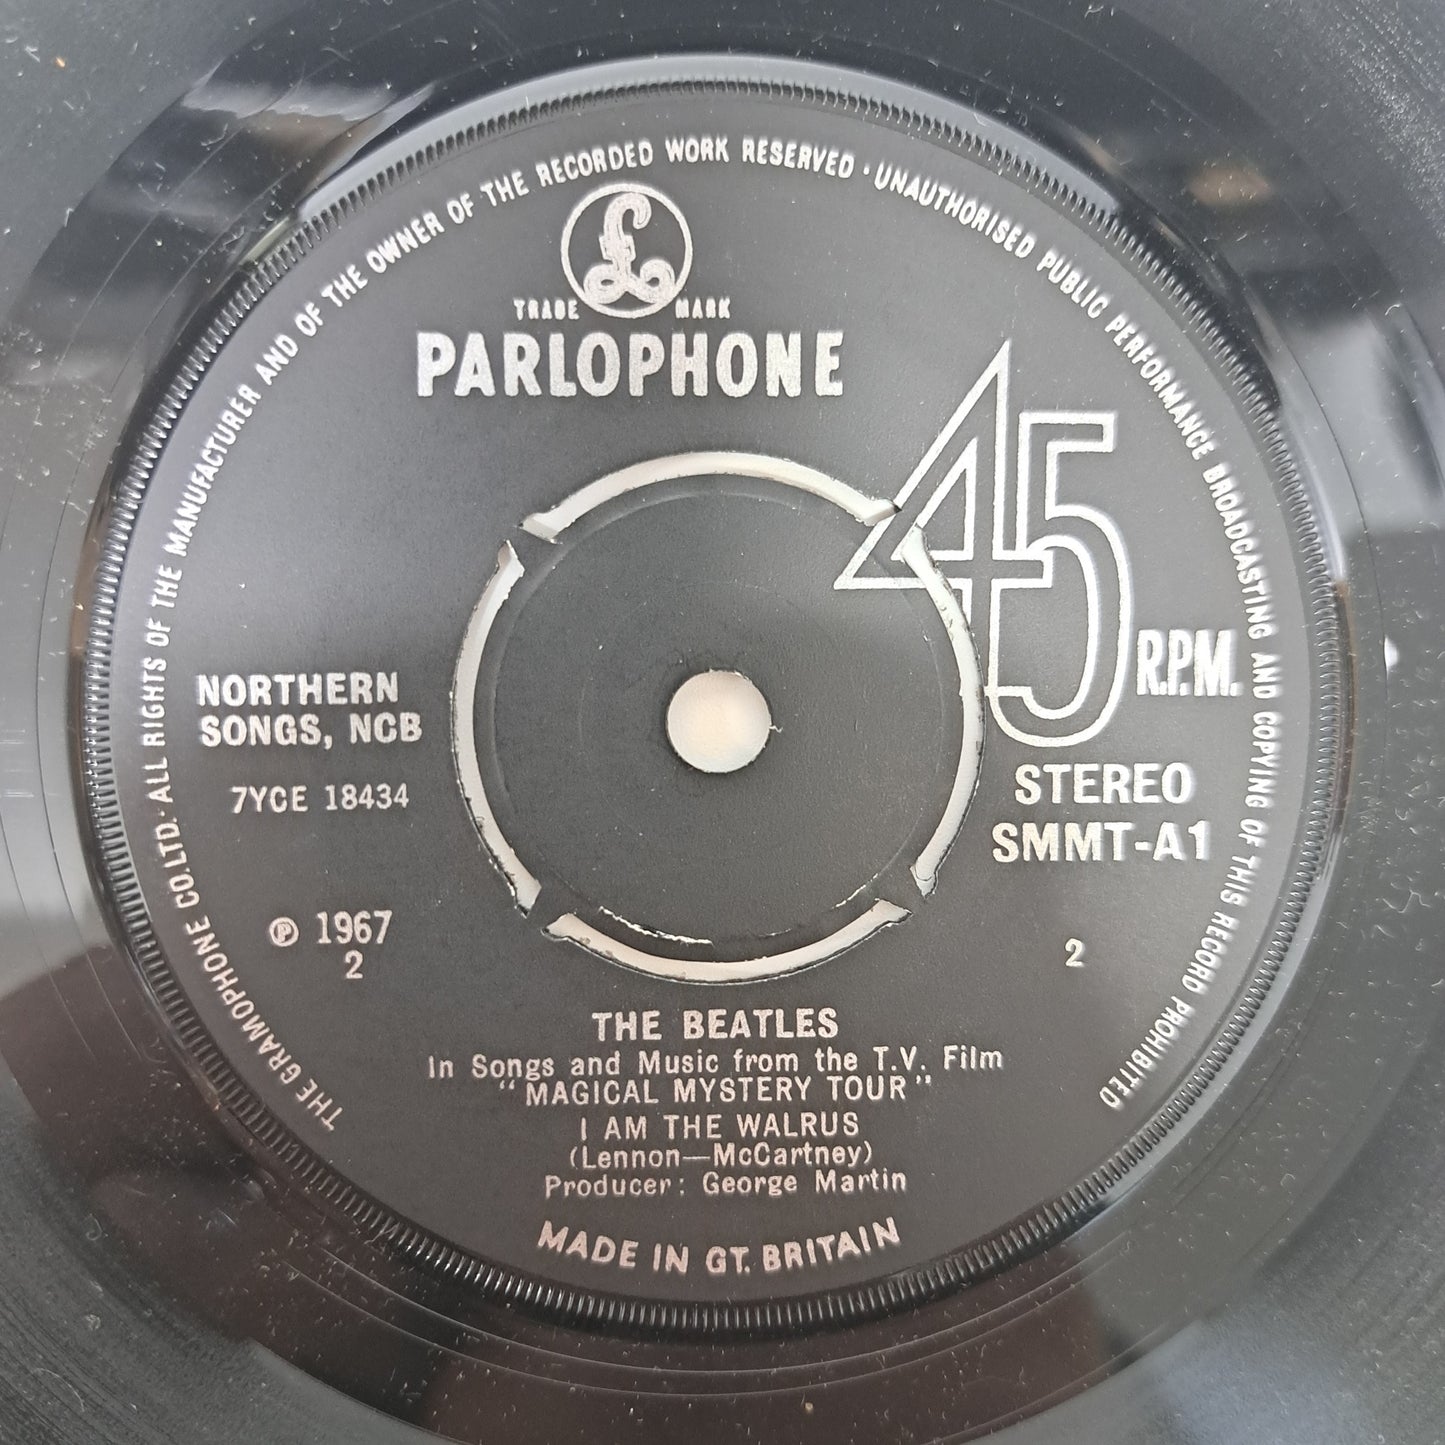 THE GRAMOPHONE CO. LTD. · ALL RIGHTS OF THE MANUFACTURER AND OF THE OWNER OF THE RECORDED WORK RESERVED · UNAUTHORISED PUBLIC PERFORMANCE BROADCASTING AND COPYING OF THIS RECORD PROHIBITED
£
TRADE MARK
PARLOPHONE
45
R.P.M.
NORTHERN
SONGS, NCB
7YCE 18434
STEREO
SMMT-A1
℗ 1967
2
2
THE BEATLES
In Songs and Music from the T.V. Film
"MAGICAL MYSTERY TOUR"
I AM THE WALRUS
(Lennon—McCartney)
Producer: George Martin
MADE IN GT. BRITAIN